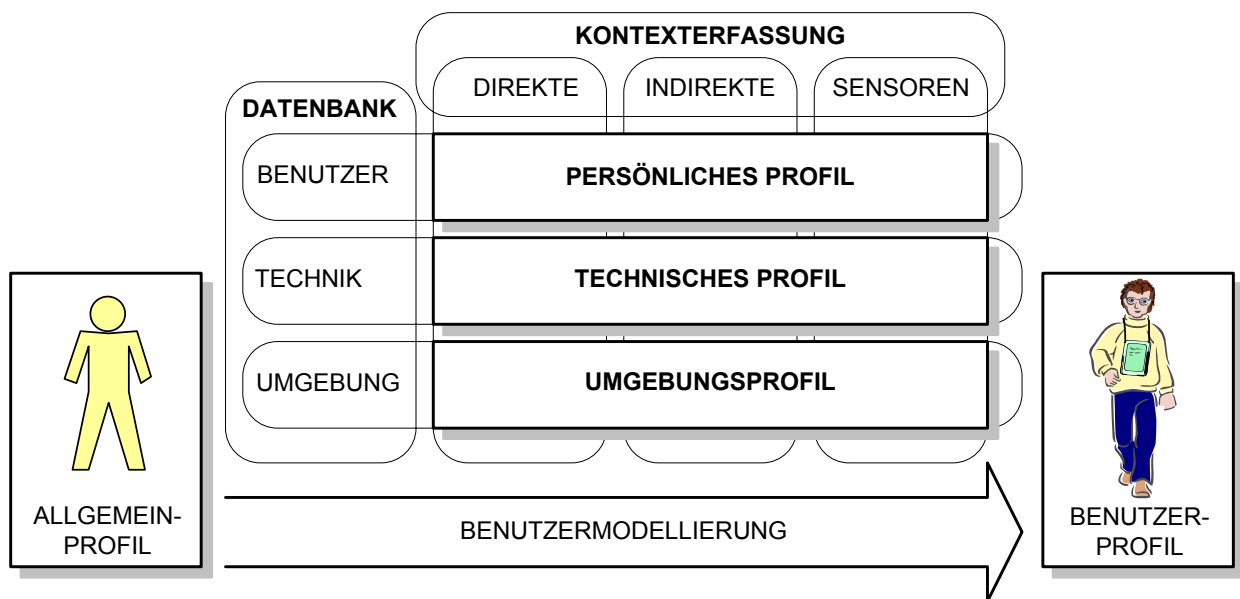 KONTEXTERFASSUNG
DIREKTE
INDIREKTE
SENSOREN
DATENBANK
BENUTZER
PERSÖNLICHES PROFIL
TECHNIK
TECHNISCHES PROFIL
UMGEBUNG
UMGEBUNGSPROFIL
ALLGEMEIN-
PROFIL
BENUTZERMODELLIERUNG
BENUTZER-
PROFIL